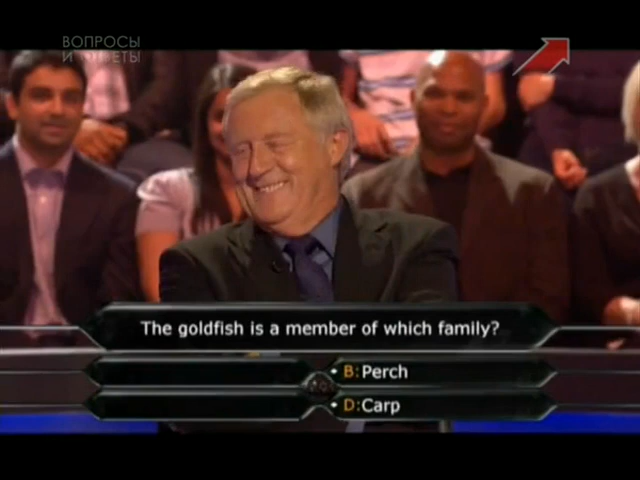 ВОПРОСЫ
И ОТВЕТЫ
The goldfish is a member of which family?
B: Perch
D: Carp